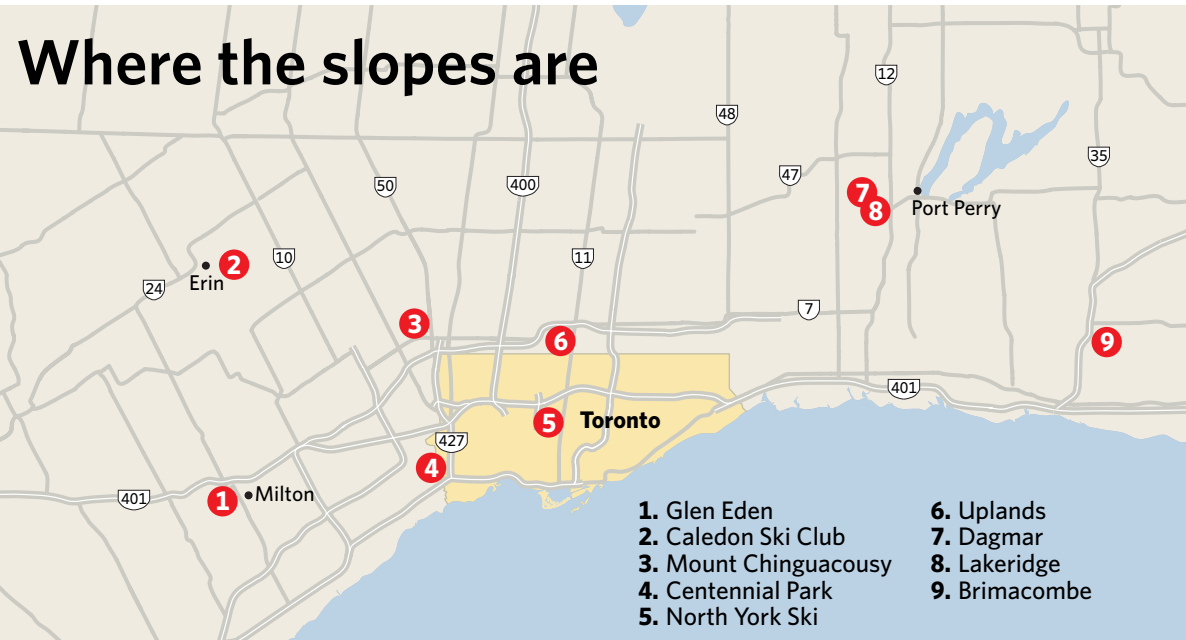 Where the slopes are
12
48
35
47
50
400
7
8
Port Perry
2
Erin
10
11
24
3
7
6
9
401
5
Toronto
427
4
401
1
Milton
1. Glen Eden
2. Caledon Ski Club
3. Mount Chinguacousy
4. Centennial Park
5. North York Ski
6. Uplands
7. Dagmar
8. Lakeridge
9. Brimacombe